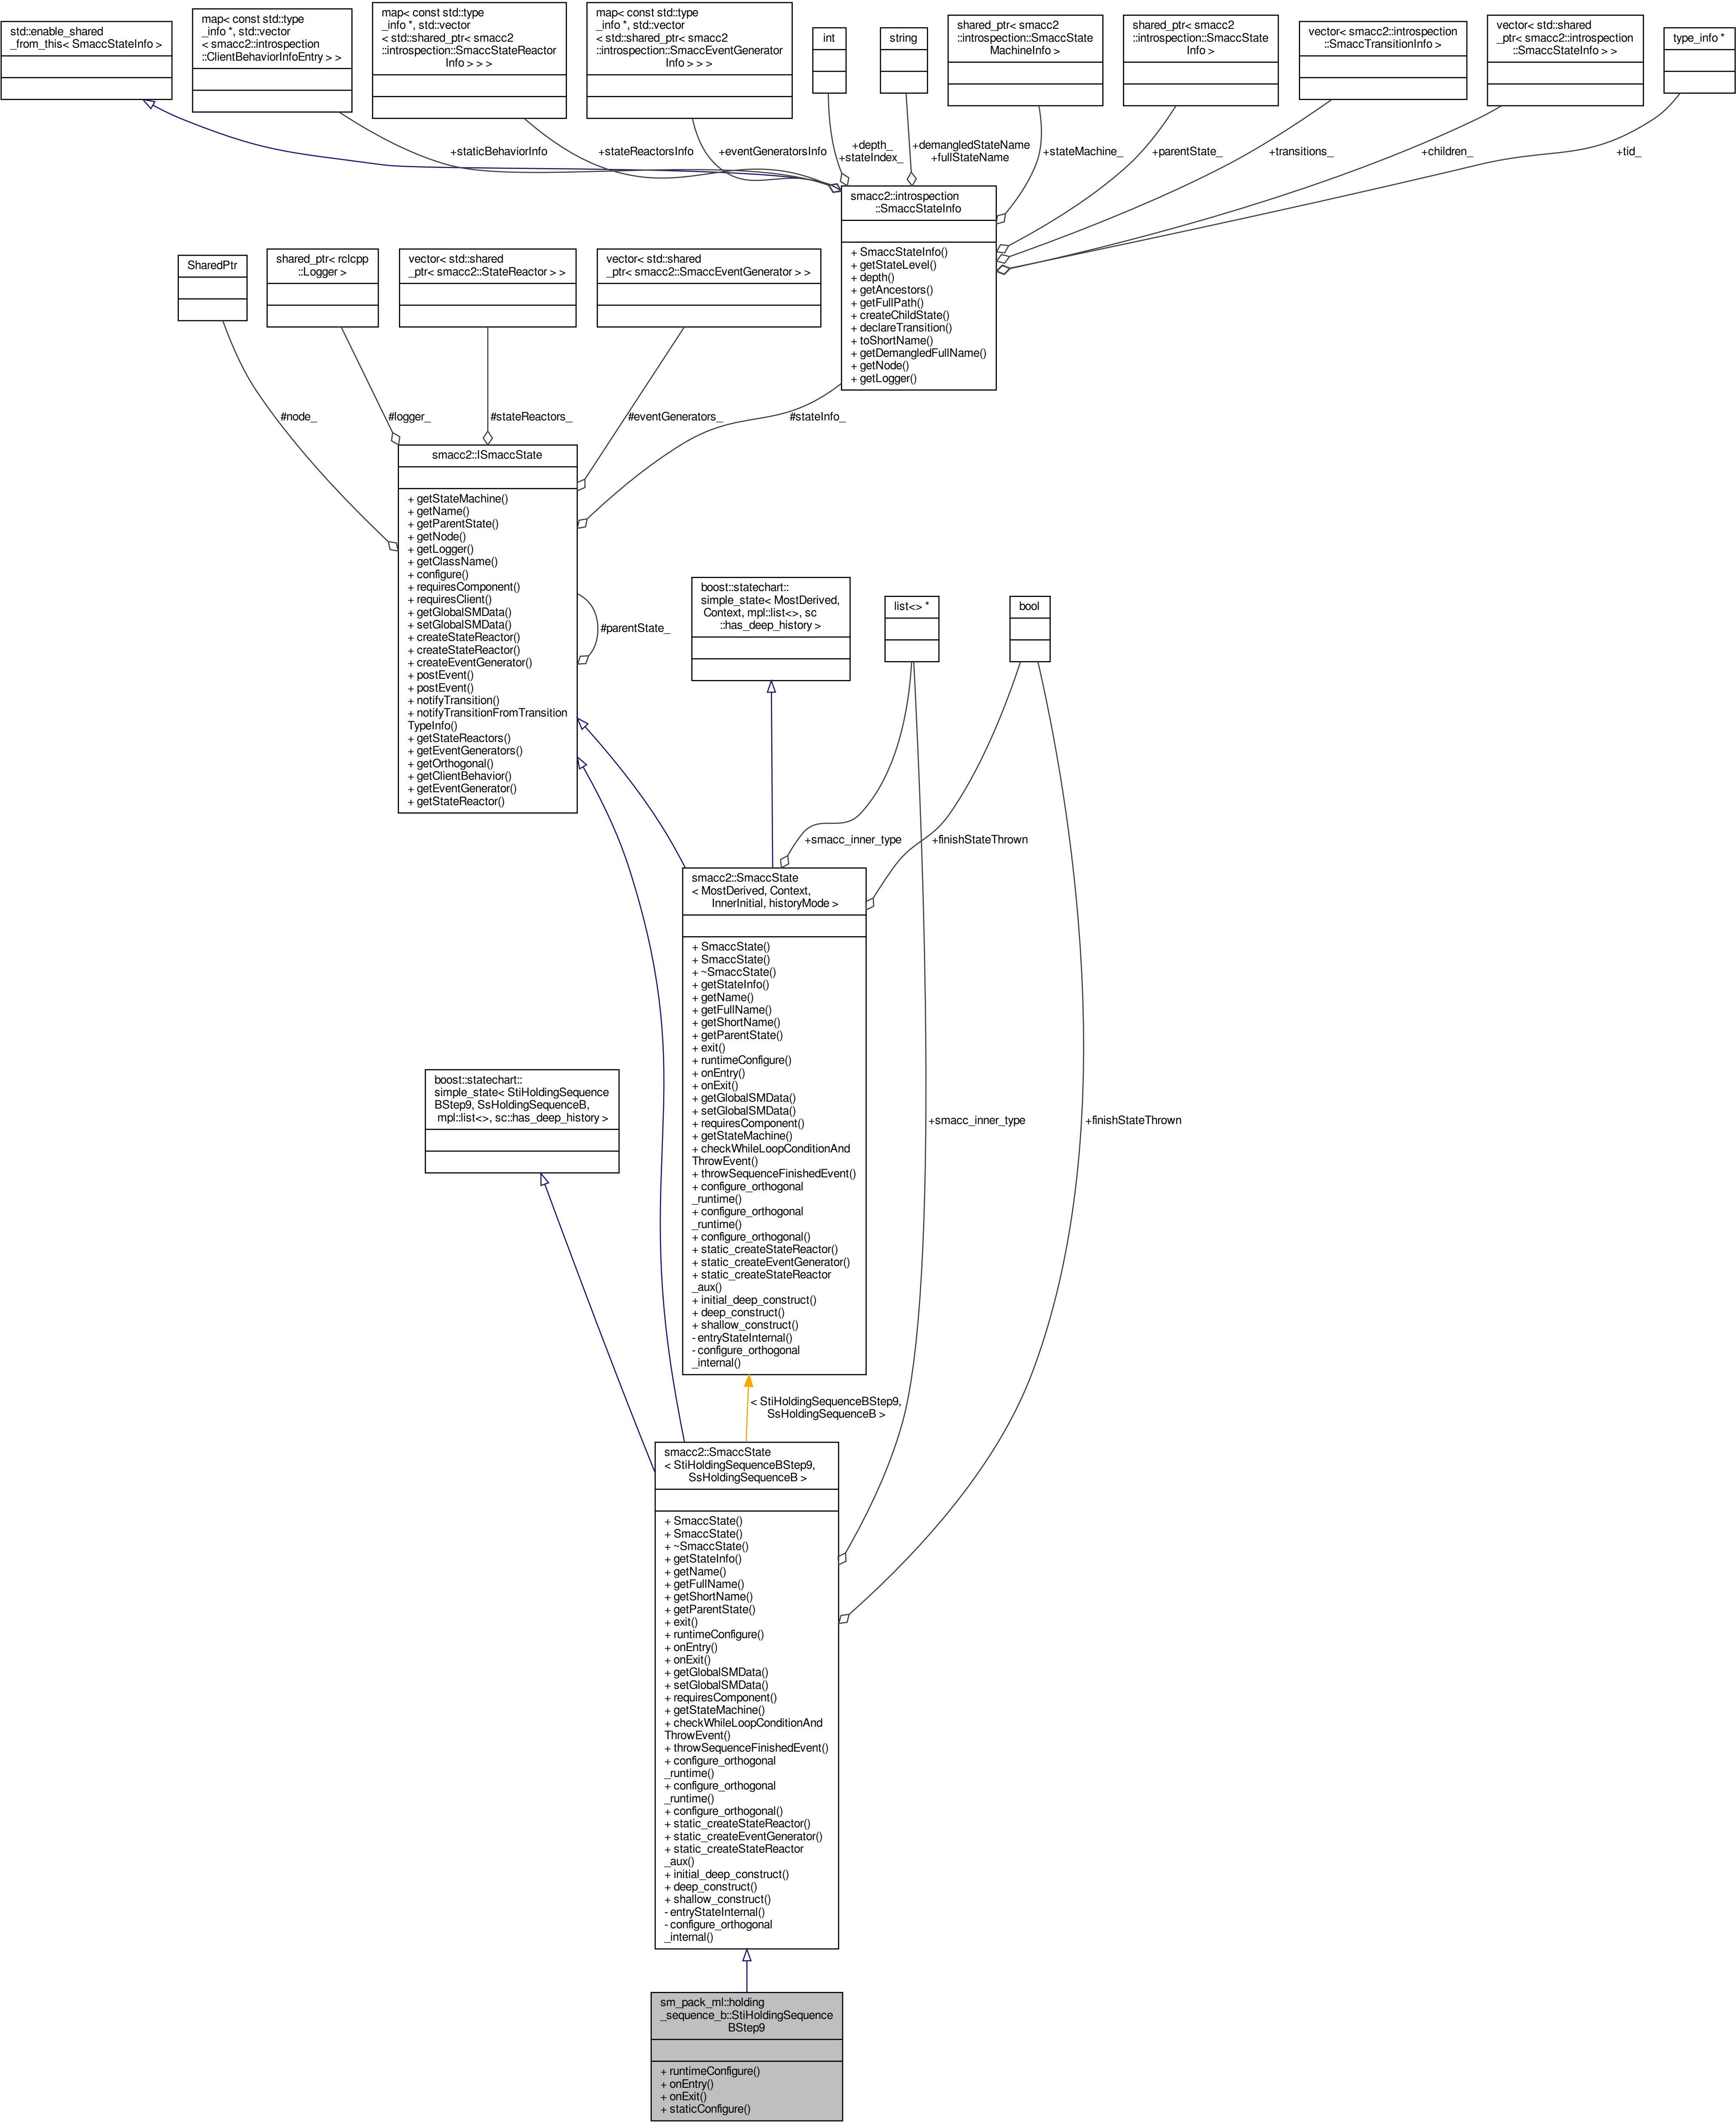 std::enable_shared
_from_this< SmaccStateInfo >
map< const std::type
_info *, std::vector
< smacc2::introspection
::ClientBehaviorInfoEntry > >
map< const std::type
_info *, std::vector
< std::shared_ptr< smacc2
::introspection::SmaccStateReactor
Info > > >
map< const std::type
_info *, std::vector
< std::shared_ptr< smacc2
::introspection::SmaccEventGenerator
Info > > >
int
string
shared_ptr< smacc2
::introspection::SmaccState
MachineInfo >
shared_ptr< smacc2
::introspection::SmaccState
Info >
vector< smacc2::introspection
::SmaccTransitionInfo >
vector< std::shared
_ptr< smacc2::introspection
::SmaccStateInfo > >
type_info *
+staticBehaviorInfo
+stateReactorsInfo
+eventGeneratorsInfo
+depth_
+stateIndex_
+demangledStateName
+fullStateName
+stateMachine_
+parentState_
+transitions_
+children_
+tid_
smacc2::introspection
::SmaccStateInfo
+ SmaccStateInfo()
+ getStateLevel()
+ depth()
+ getAncestors()
+ getFullPath()
+ createChildState()
+ declareTransition()
+ toShortName()
+ getDemangledFullName()
+ getNode()
+ getLogger()
SharedPtr
shared_ptr< rclcpp
::Logger >
vector< std::shared
_ptr< smacc2::StateReactor > >
vector< std::shared
_ptr< smacc2::SmaccEventGenerator > >
#node_
#logger_
#stateReactors_
#eventGenerators_
#stateInfo_
smacc2::ISmaccState
+ getStateMachine()
+ getName()
+ getParentState()
+ getNode()
+ getLogger()
+ getClassName()
+ configure()
+ requiresComponent()
+ requiresClient()
+ getGlobalSMData()
+ setGlobalSMData()
+ createStateReactor()
+ createStateReactor()
+ createEventGenerator()
+ postEvent()
+ postEvent()
+ notifyTransition()
+ notifyTransitionFromTransition
TypeInfo()
+ getStateReactors()
+ getEventGenerators()
+ getOrthogonal()
+ getClientBehavior()
+ getEventGenerator()
+ getStateReactor()
#parentState_
boost::statechart::
simple_state< MostDerived,
Context, mpl::list<>, sc
::has_deep_history >
list<> *
bool
+smacc_inner_type
+finishStateThrown
smacc2::SmaccState
< MostDerived, Context,
InnerInitial, historyMode >
+ SmaccState()
+ SmaccState()
+ ~SmaccState()
+ getStateInfo()
+ getName()
+ getFullName()
+ getShortName()
+ getParentState()
+ exit()
+ runtimeConfigure()
+ onEntry()
+ onExit()
+ getGlobalSMData()
+ setGlobalSMData()
+ requiresComponent()
+ getStateMachine()
+ checkWhileLoopConditionAnd
ThrowEvent()
+ throwSequenceFinishedEvent()
+ configure_orthogonal
_runtime()
+ configure_orthogonal
_runtime()
+ configure_orthogonal()
+ static_createStateReactor()
+ static_createEventGenerator()
+ static_createStateReactor
_aux()
+ initial_deep_construct()
+ deep_construct()
+ shallow_construct()
- entryStateInternal()
- configure_orthogonal
_internal()
boost::statechart::
simple_state< StiHoldingSequence
BStep9, SsHoldingSequenceB,
mpl::list<>, sc::has_deep_history >
+smacc_inner_type
+finishStateThrown
< StiHoldingSequenceBStep9,
SsHoldingSequenceB >
smacc2::SmaccState
< StiHoldingSequenceBStep9,
SsHoldingSequenceB >
+ SmaccState()
+ SmaccState()
+ ~SmaccState()
+ getStateInfo()
+ getName()
+ getFullName()
+ getShortName()
+ getParentState()
+ exit()
+ runtimeConfigure()
+ onEntry()
+ onExit()
+ getGlobalSMData()
+ setGlobalSMData()
+ requiresComponent()
+ getStateMachine()
+ checkWhileLoopConditionAnd
ThrowEvent()
+ throwSequenceFinishedEvent()
+ configure_orthogonal
_runtime()
+ configure_orthogonal
_runtime()
+ configure_orthogonal()
+ static_createStateReactor()
+ static_createEventGenerator()
+ static_createStateReactor
_aux()
+ initial_deep_construct()
+ deep_construct()
+ shallow_construct()
- entryStateInternal()
- configure_orthogonal
_internal()
sm_pack_ml::holding
_sequence_b::StiHoldingSequence
BStep9
+ runtimeConfigure()
+ onEntry()
+ onExit()
+ staticConfigure()